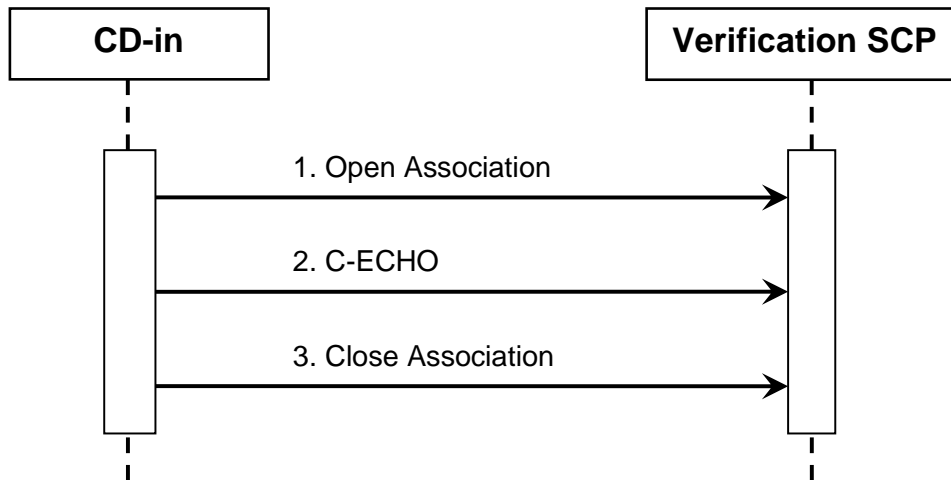 CD-in
Verification SCP
1. Open Association
2. C-ECHO
3. Close Association